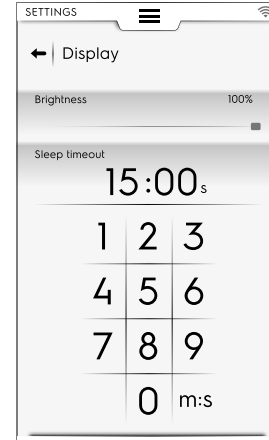 SETTINGS
Display
Brightness 100%
Sleep timeout
15:00s
1 2 3
4 5 6
7 8 9
0 m:s